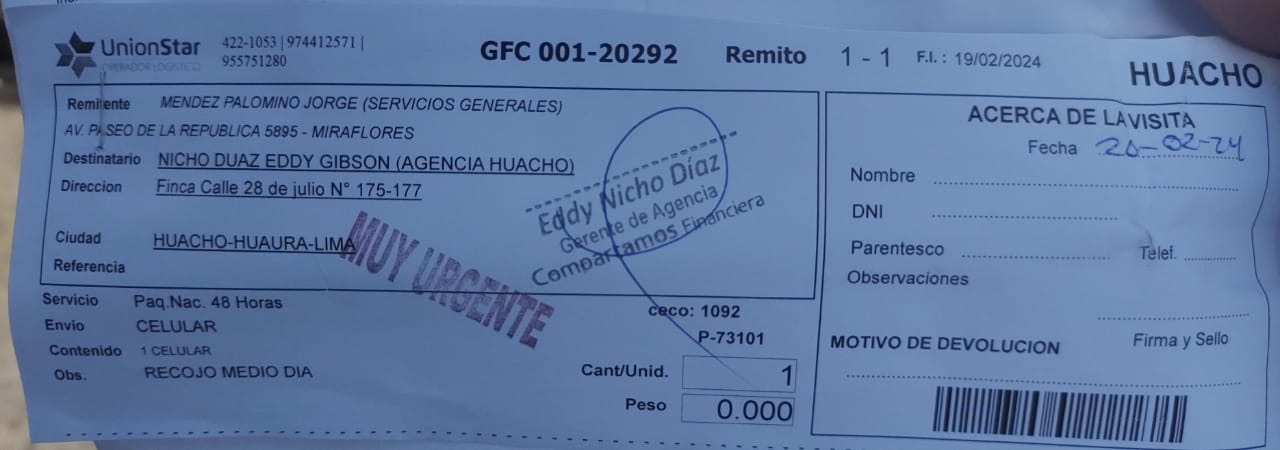 UnionStar
OPERADOR LOGISTICO
422-1053 | 974412571 |
955751280
GFC 001-20292 Remito 1 - 1 F.I. : 19/02/2024
HUACHO
Remitente MENDEZ PALOMINO JORGE (SERVICIOS GENERALES)
AV. PASEO DE LA REPUBLICA 5895 - MIRAFLORES
Destinatario NICHO DUAZ EDDY GIBSON (AGENCIA HUACHO)
Direccion Finca Calle 28 de julio N° 175-177
Ciudad HUACHO-HUAURA-LIMA
Referencia
MUY URGENTE
Eddy Nicho Díaz
Gerente de Agencia
Compartamos Financiera
Servicio Paq.Nac. 48 Horas
Envio CELULAR
Contenido 1 CELULAR
Obs. RECOJO MEDIO DIA
ceco: 1092
P-73101
Cant/Unid. 1
Peso 0.000
ACERCA DE LA VISITA
Fecha 20-02-24
Nombre
DNI
Parentesco Telef.
Observaciones
Firma y Sello
MOTIVO DE DEVOLUCION